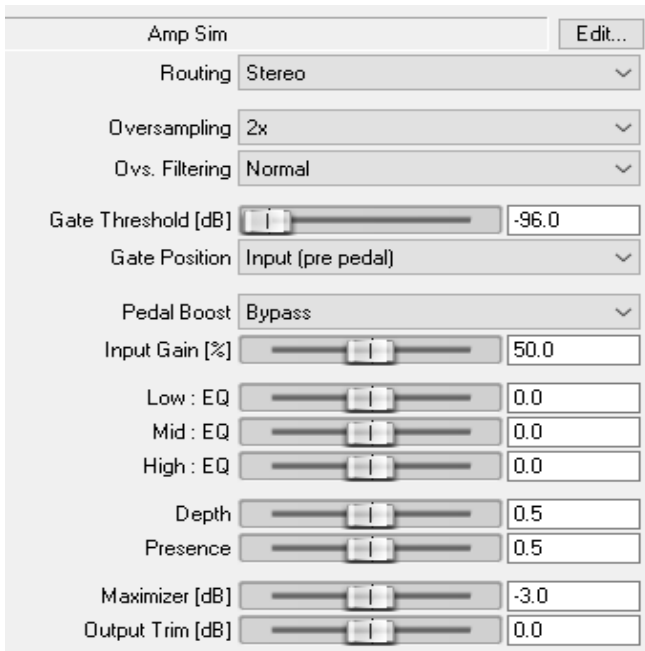 Amp Sim Edit...
Routing Stereo
Oversampling 2x
Ovs. Filtering Normal
Gate Threshold [dB] -96.0
Gate Position Input (pre pedal)
Pedal Boost Bypass
Input Gain [%] 50.0
Low : EQ 0.0
Mid : EQ 0.0
High : EQ 0.0
Depth 0.5
Presence 0.5
Maximizer [dB] -3.0
Output Trim [dB] 0.0